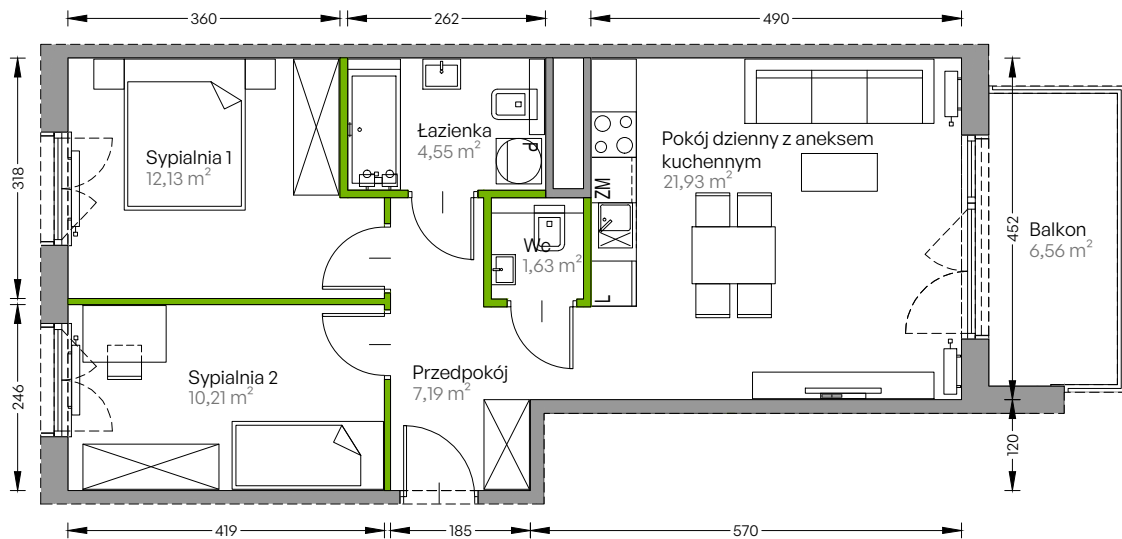 360
262
490
318
Sypialnia 1
12,13 m²
Łazienka
4,55 m²
P
Pokój dzienny z aneksem
kuchennym
21,93 m²
ZM
Wc
1,63 m²
L
452
Balkon
6,56 m²
246
Sypialnia 2
10,21 m²
Przedpokój
7,19 m²
120
419
185
570